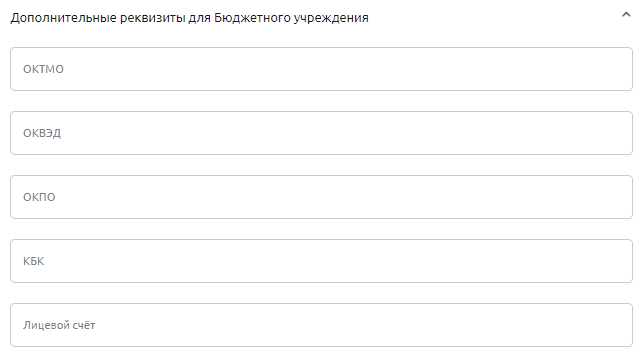 Дополнительные реквизиты для Бюджетного учреждения
ОКТМО
ОКВЭД
ОКПО
КБК
Лицевой счёт